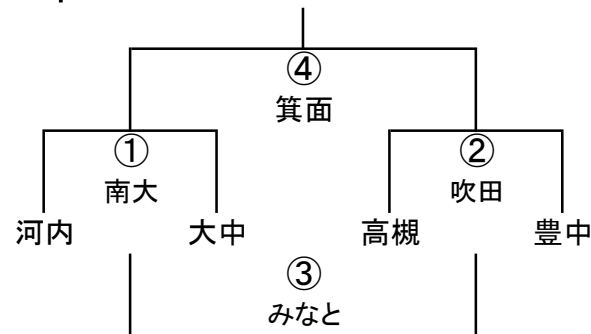 ④
箕面
① ②
南大 吹田
河内 大中 高槻 豊中
③
みなと